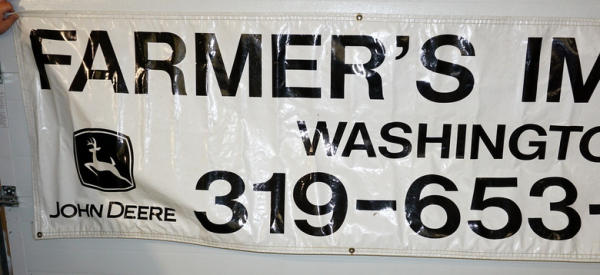 FARMER'S IM
WASHINGTO
319-653-
JOHN DEERE